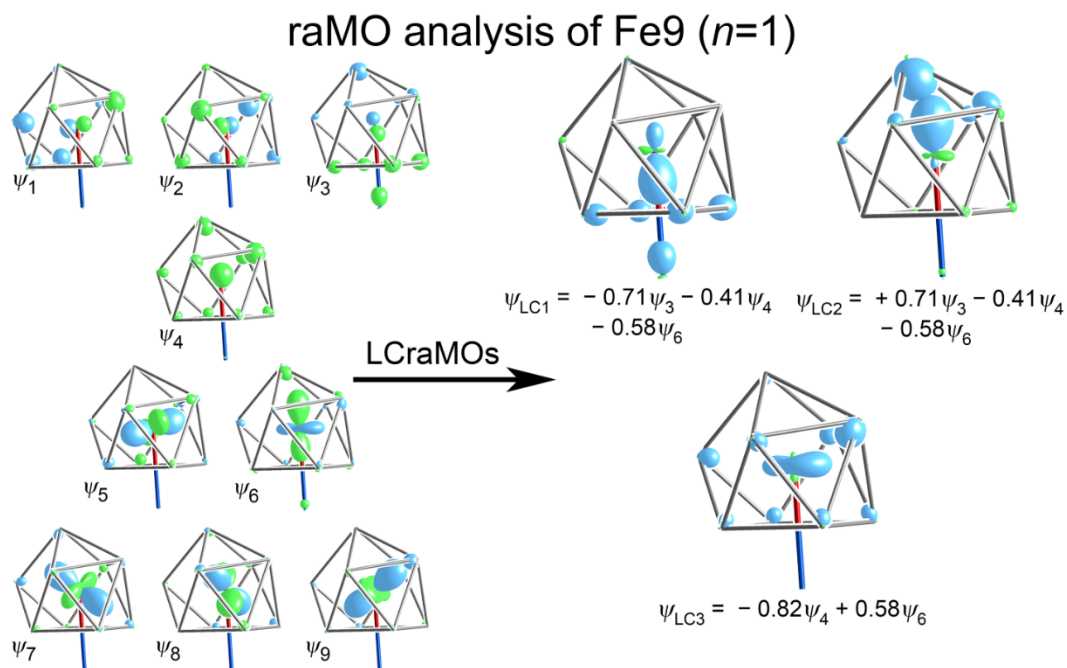 raMO analysis of Fe9 (n=1)
ψ1
ψ2
ψ3
ψ4
ψ5
ψ6
ψ7
ψ8
ψ9
LCraMOs
ψLC1 = − 0.71ψ3 − 0.41ψ4
− 0.58ψ6
ψLC2 = + 0.71ψ3 − 0.41ψ4
− 0.58ψ6
ψLC3 = − 0.82ψ4 + 0.58ψ6